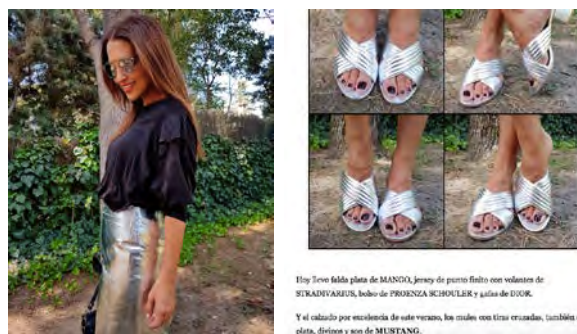 Hoy llevo falda plata de MANGO, jersey de punto finito con volantes de
STRADIVARIUS, bolso de PROENZA SCHOULER y gafas de DIOR.
Y el calzado por excelencia de este verano, los mules con tiras cruzadas, también
plata, divinos y son de MUSTANG.